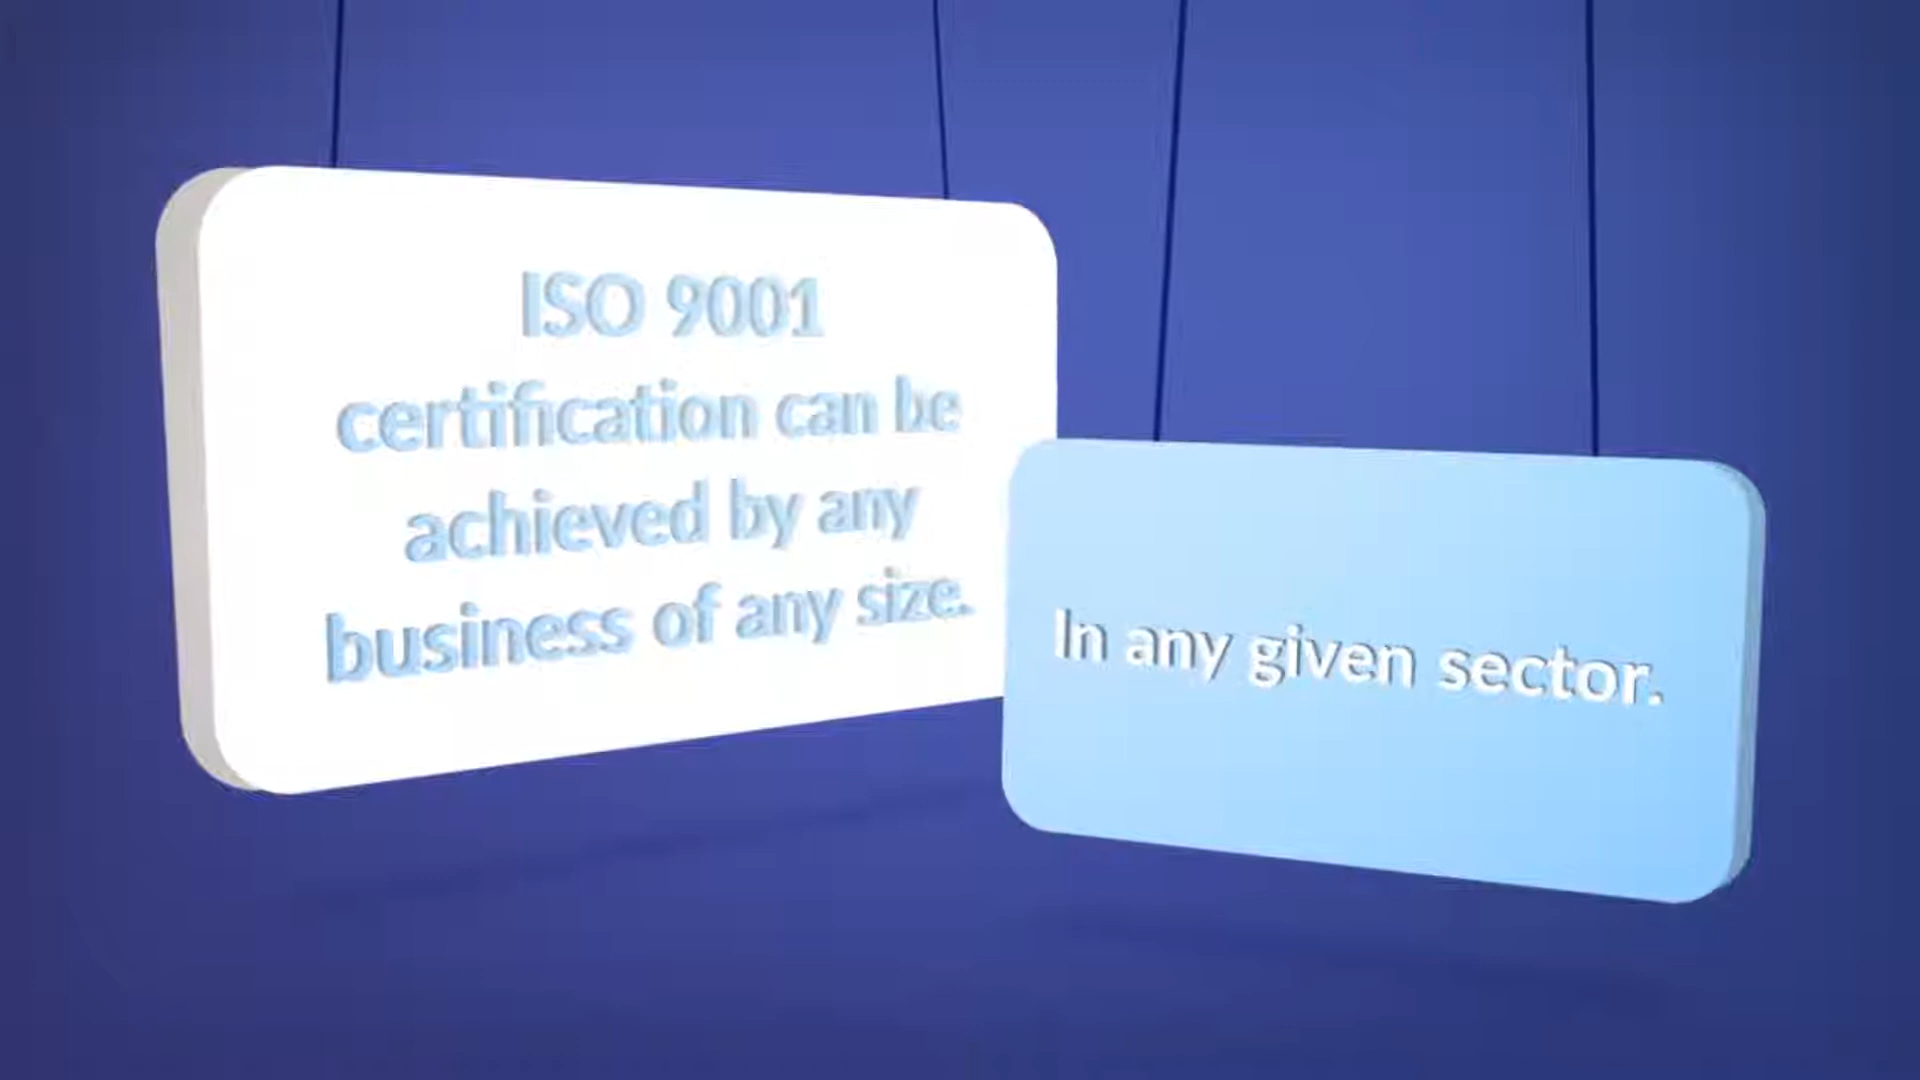 ISO 9001
certification can be
achieved by any
business of any size.
In any given sector.